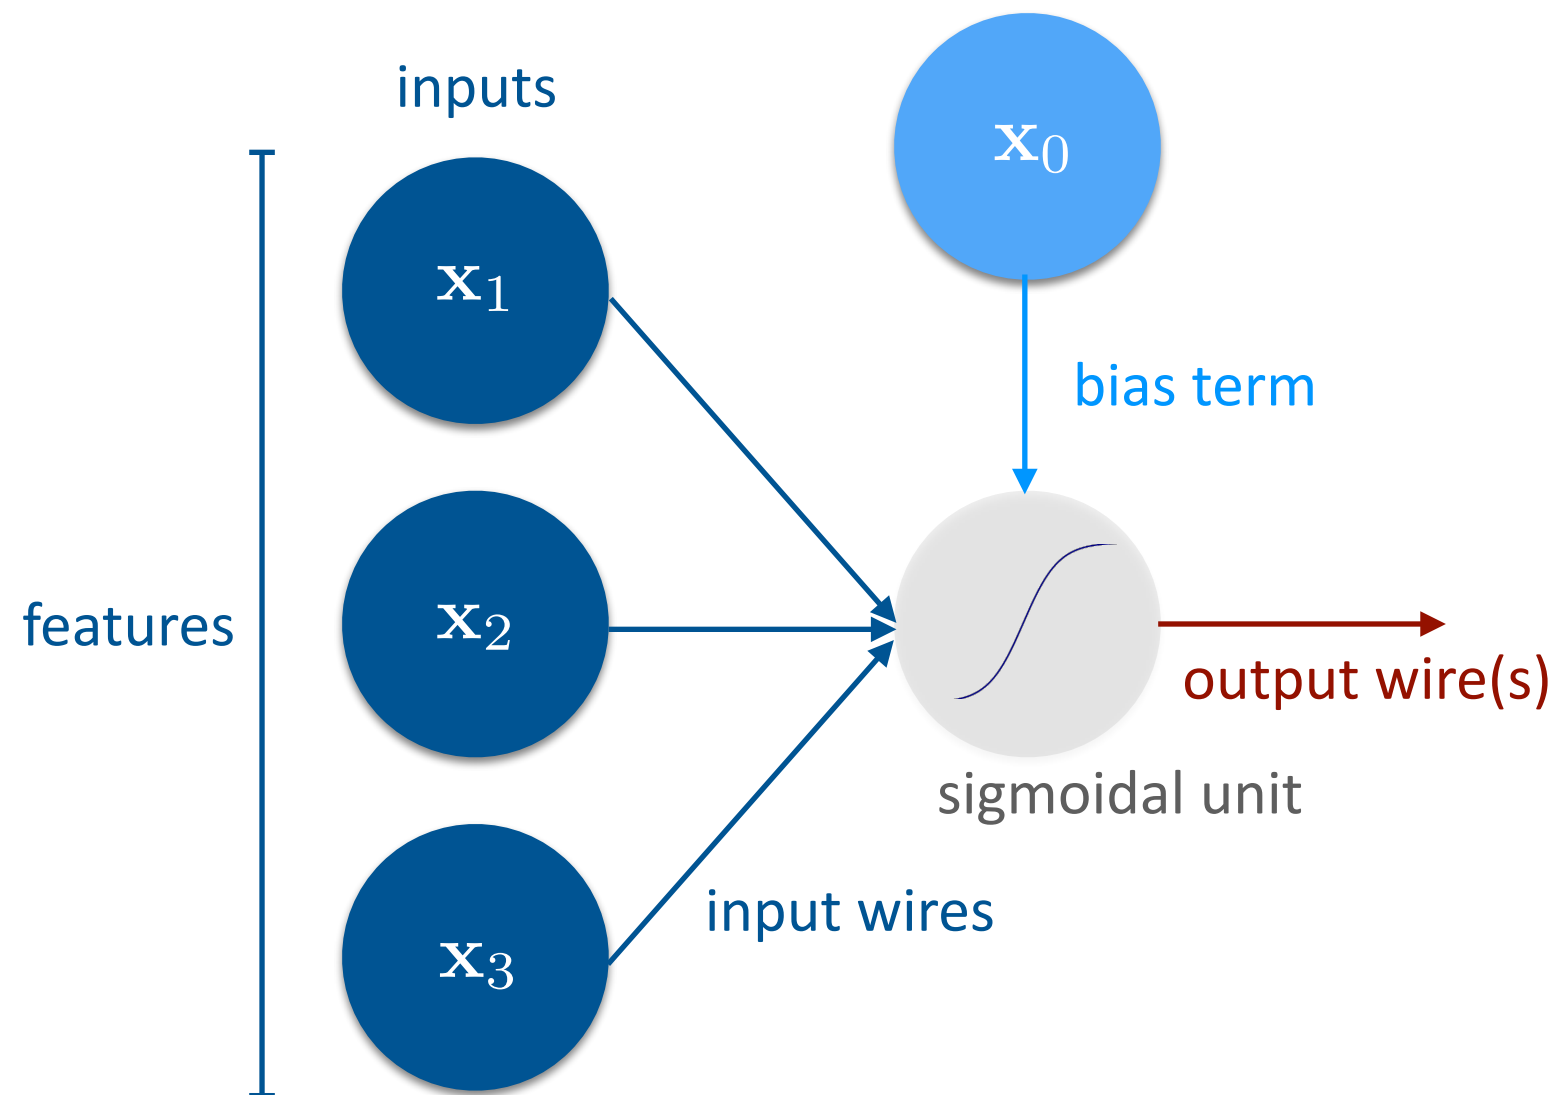 inputs
x₀
x₁
bias term
features
x₂
output wire(s)
sigmoidal unit
input wires
x₃